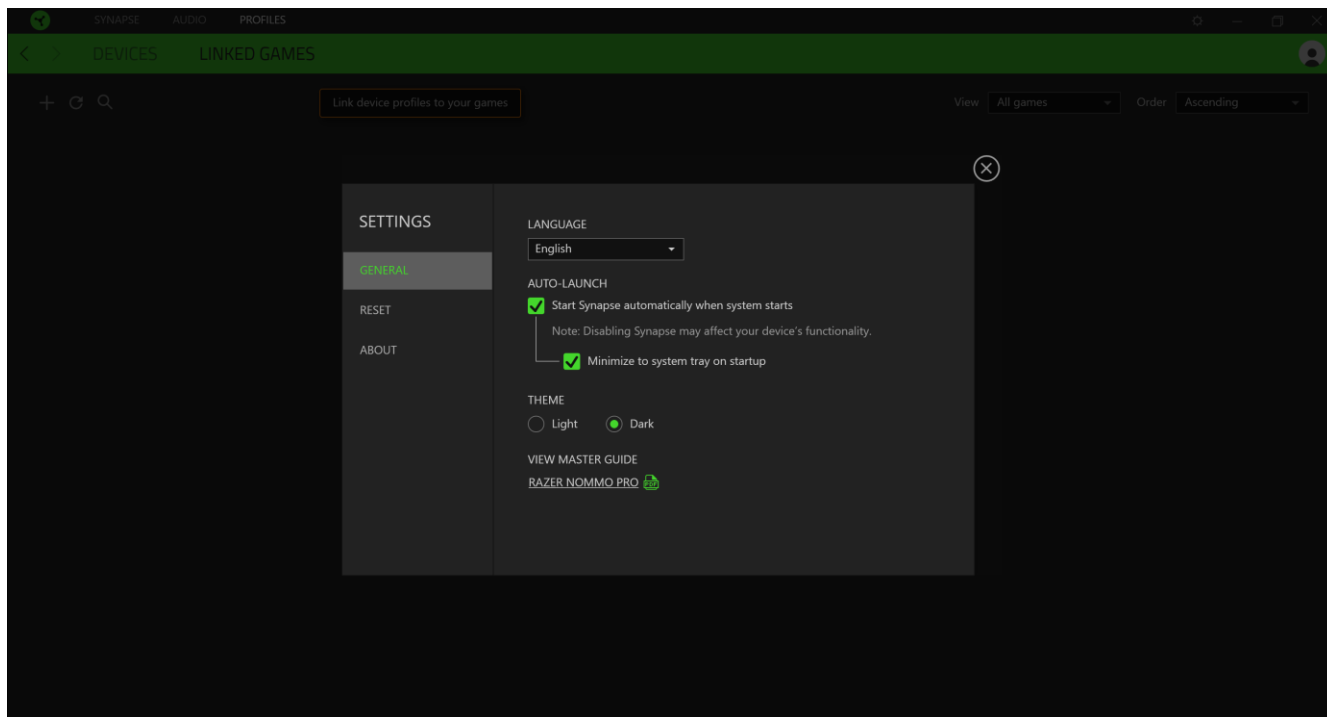 SYNAPSE AUDIO PROFILES
DEVICES LINKED GAMES
Link device profiles to your games View All games Order Ascending
SETTINGS
GENERAL
RESET
ABOUT
LANGUAGE
English
AUTO-LAUNCH
Start Synapse automatically when system starts
Note: Disabling Synapse may affect your device's functionality.
Minimize to system tray on startup
THEME
Light Dark
VIEW MASTER GUIDE
RAZER NOMMO PRO PDF